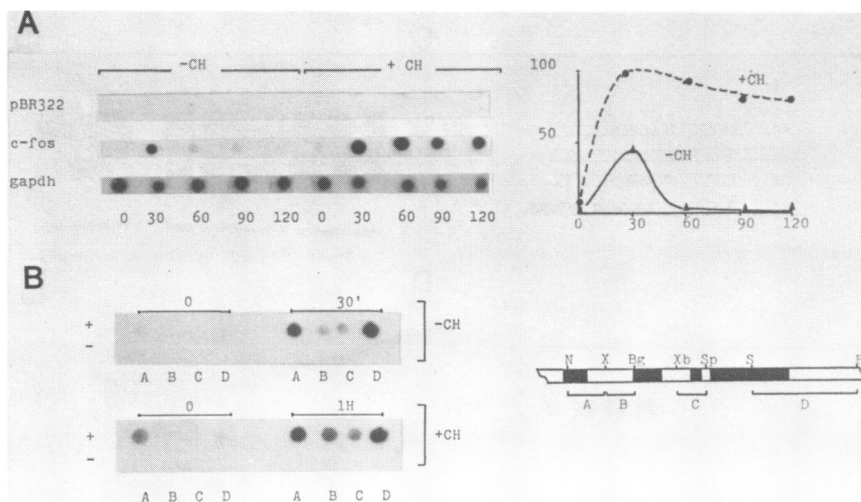 A
-CH + CH
pBR322
c-fos
gapdh
0 30 60 90 120 0 30 60 90 120
100
50
+CH
-CH
0 30 60 90 120
B
0 30'
+
-
-CH
A B C D A B C D
0 1H
+
-
+CH
A B C D A B C D
N X Bg Xb Sp S
A B C D